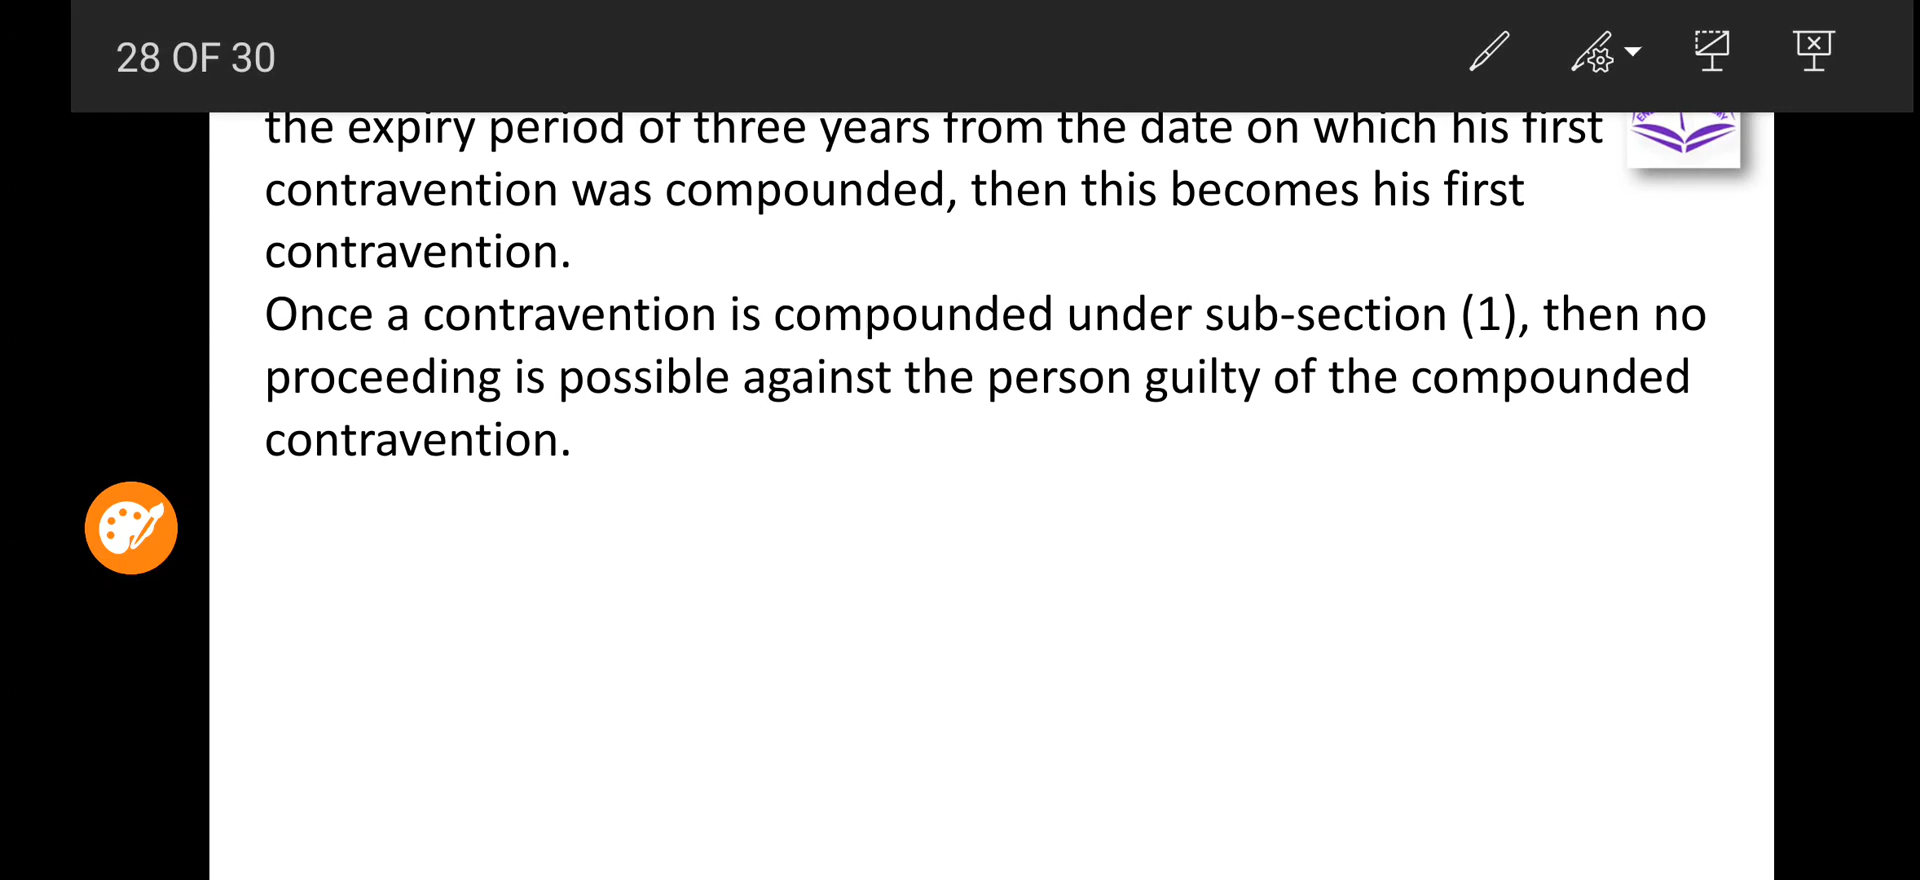 28 OF 30
the expiry period of three years from the date on which his first
contravention was compounded, then this becomes his first
contravention.
Once a contravention is compounded under sub-section (1), then no
proceeding is possible against the person guilty of the compounded
contravention.